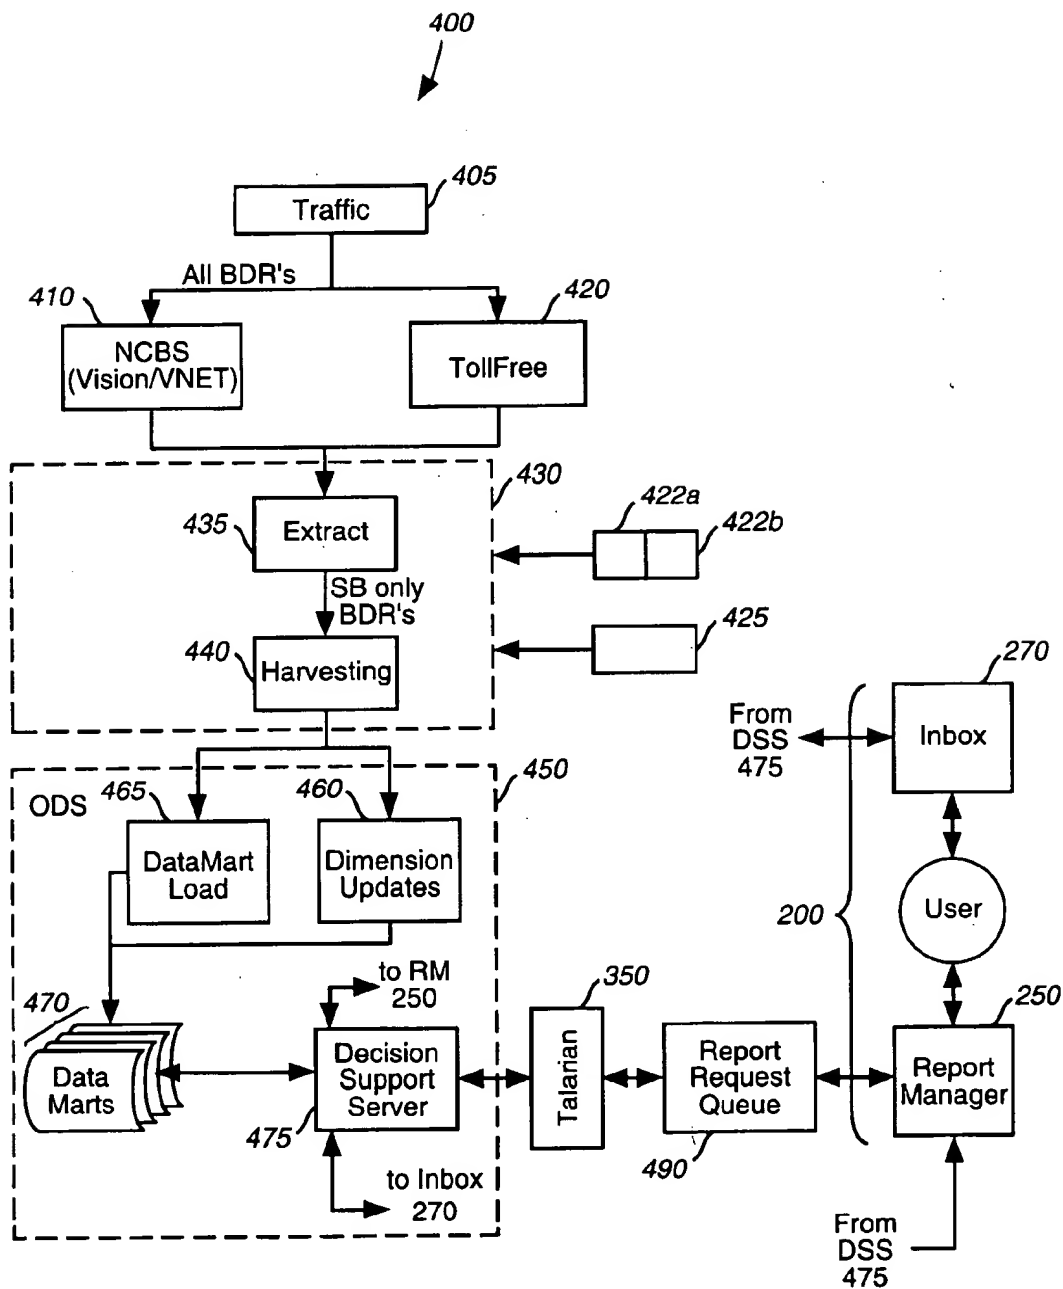 400
405
Traffic
All BDR's
410
420
NCBS
(Vision/VNET)
TollFree
430
435
Extract
422a
422b
SB only
BDR's
425
440
Harvesting
270
From
DSS
475
Inbox
450
ODS
465
460
DataMart
Load
Dimension
Updates
200
User
to RM
250
350
250
470
Data
Marts
Decision
Support
Server
475
Talarian
Report
Request
Queue
490
Report
Manager
to Inbox
270
From
DSS
475